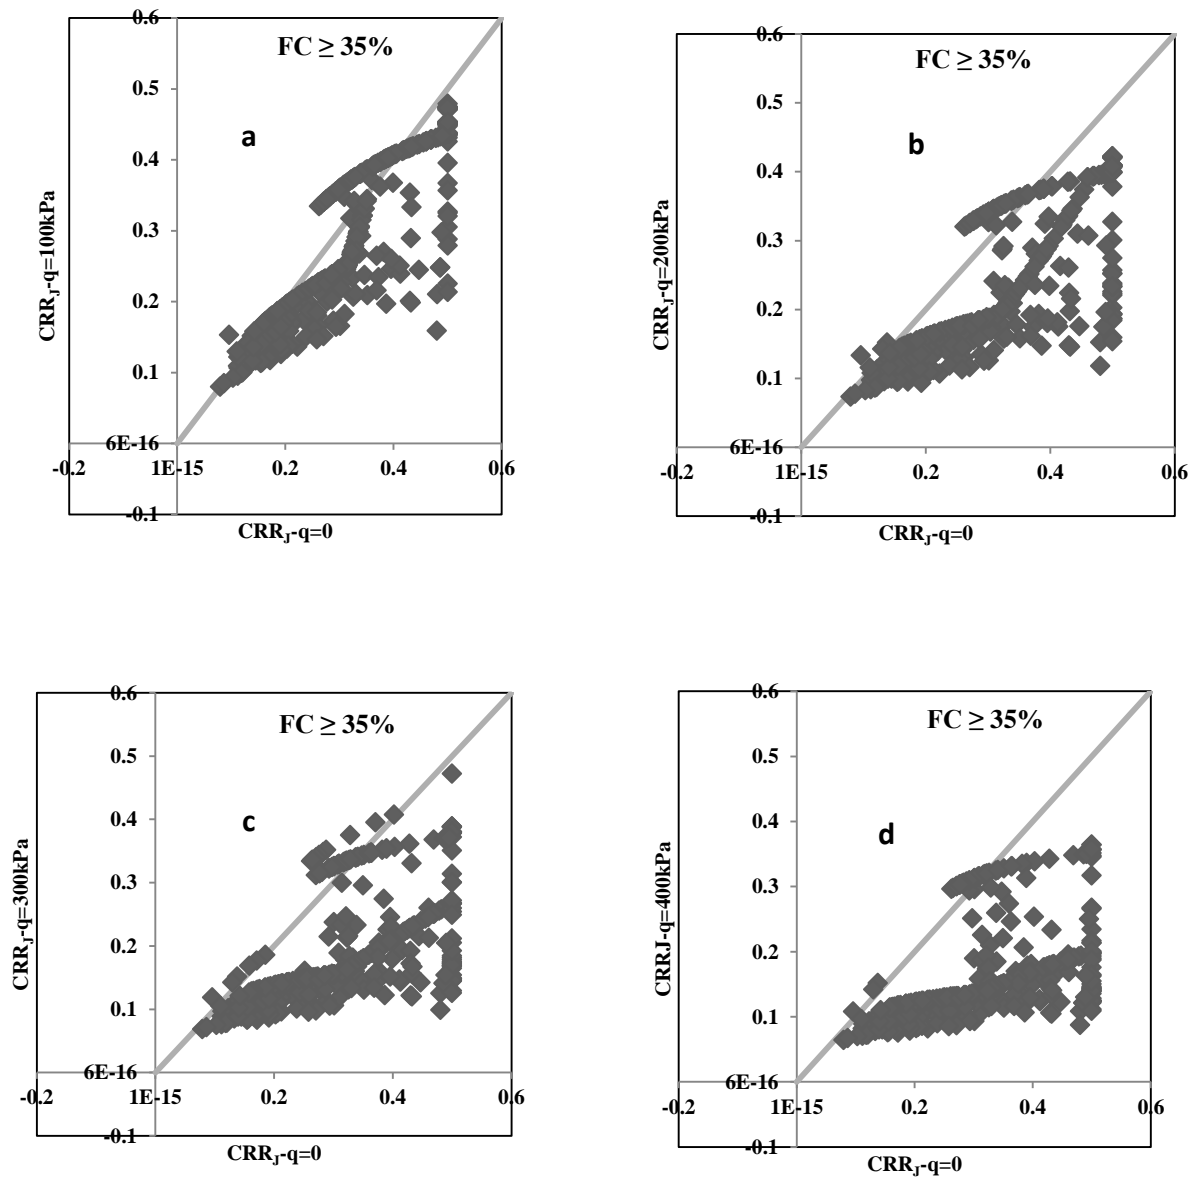 0.6
FC ≥ 35%
0.5
a
0.4
0.3
0.2
0.1
6E-16
-0.2
1E-15
0.2
0.4
0.6
-0.1
CRRJ-q=100kPa
CRRJ-q=0
0.6
FC ≥ 35%
0.5
b
0.4
0.3
0.2
0.1
6E-16
-0.2
1E-15
0.2
0.4
0.6
-0.1
CRRJ-q=200kPa
CRRJ-q=0
0.6
FC ≥ 35%
0.5
0.4
c
0.3
0.2
0.1
6E-16
-0.2
1E-15
0.2
0.4
0.6
-0.1
CRRJ-q=300kPa
CRRJ-q=0
0.6
FC ≥ 35%
0.5
0.4
d
0.3
0.2
0.1
6E-16
-0.2
1E-15
0.2
0.4
0.6
-0.1
CRRJ-q=400kPa
CRRJ-q=0